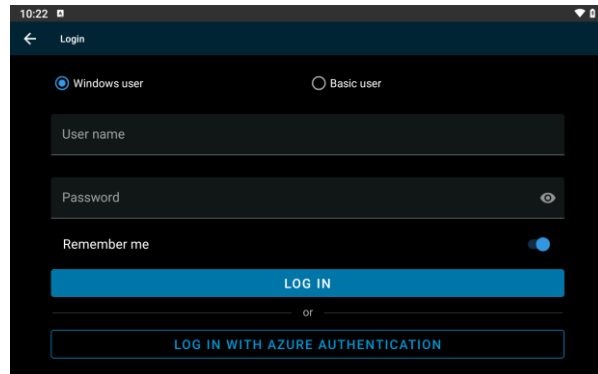 10:22
Login
Windows user Basic user
User name
Password
Remember me
LOG IN
or
LOG IN WITH AZURE AUTHENTICATION